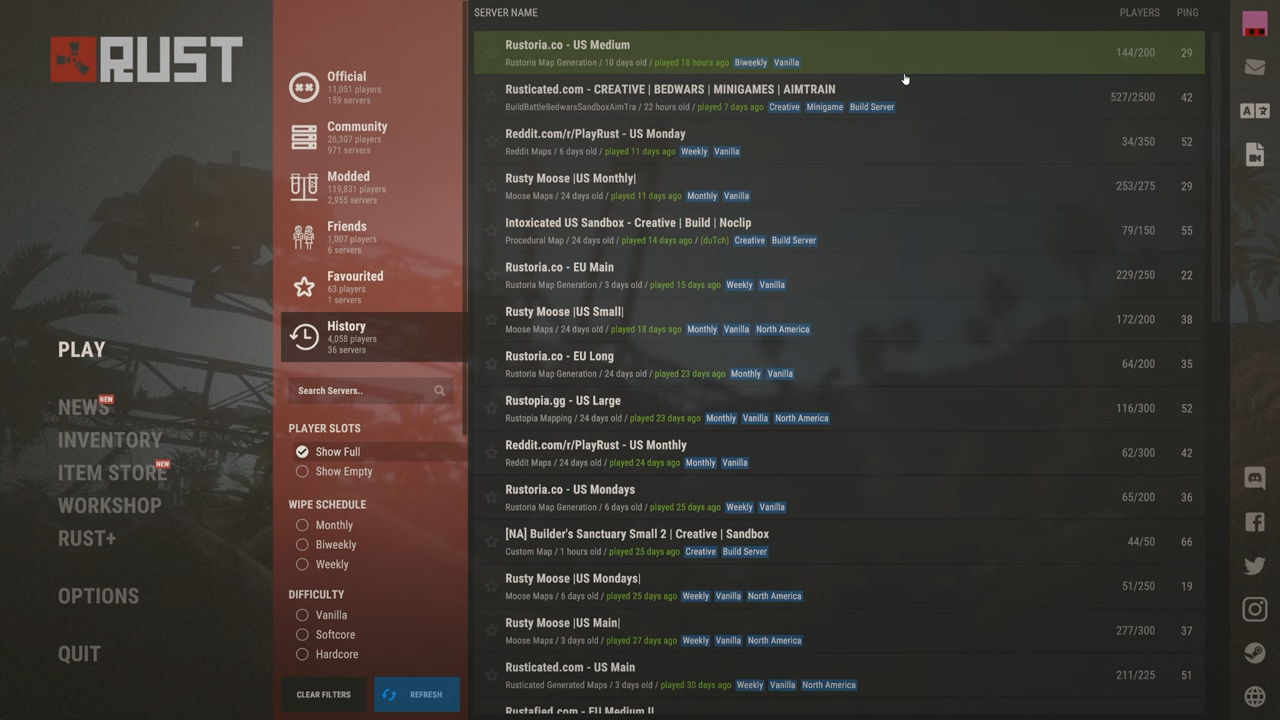 RUST
PLAY
NEWS NEW
INVENTORY
ITEM STORE NEW
WORKSHOP
RUST+
OPTIONS
QUIT
Official
11,051 players
159 servers
Community
26,307 players
971 servers
Modded
119,831 players
2,955 servers
Friends
1,007 players
6 servers
Favourited
63 players
1 servers
History
4,058 players
36 servers
Search Servers..
PLAYER SLOTS
Show Full
Show Empty
WIPE SCHEDULE
Monthly
Biweekly
Weekly
DIFFICULTY
Vanilla
Softcore
Hardcore
CLEAR FILTERS REFRESH
SERVER NAME PLAYERS PING
Rustoria.co - US Medium 144/200 29
Rustoria Map Generation / 10 days old / played 18 hours ago Biweekly Vanilla
Rusticated.com - CREATIVE | BEDWARS | MINIGAMES | AIMTRAIN 527/2500 42
BuildBattleBedwarsSandboxAimTra / 22 hours old / played 7 days ago Creative Minigame Build Server
Reddit.com/r/PlayRust - US Monday 34/350 52
Reddit Maps / 6 days old / played 11 days ago Weekly Vanilla
Rusty Moose |US Monthly| 253/275 29
Moose Maps / 24 days old / played 11 days ago Monthly Vanilla
Intoxicated US Sandbox - Creative | Build | Noclip 79/150 55
Procedural Map / 24 days old / played 14 days ago / (duTch) Creative Build Server
Rustoria.co - EU Main 229/250 22
Rustoria Map Generation / 3 days old / played 15 days ago Weekly Vanilla
Rusty Moose |US Small| 172/200 38
Moose Maps / 24 days old / played 18 days ago Monthly Vanilla North America
Rustoria.co - EU Long 64/200 35
Rustoria Map Generation / 24 days old / played 23 days ago Monthly Vanilla
Rustopia.gg - US Large 116/300 52
Rustopia Mapping / 24 days old / played 23 days ago Monthly Vanilla North America
Reddit.com/r/PlayRust - US Monthly 62/300 42
Reddit Maps / 24 days old / played 24 days ago Monthly Vanilla
Rustoria.co - US Mondays 65/200 36
Rustoria Map Generation / 6 days old / played 25 days ago Weekly Vanilla
[NA] Builder's Sanctuary Small 2 | Creative | Sandbox 44/50 66
Custom Map / 1 hours old / played 25 days ago Creative Build Server
Rusty Moose |US Mondays| 51/250 19
Moose Maps / 6 days old / played 25 days ago Weekly Vanilla North America
Rusty Moose |US Main| 277/300 37
Moose Maps / 3 days old / played 27 days ago Weekly Vanilla North America
Rusticated.com - US Main 211/225 51
Rusticated Generated Maps / 3 days old / played 30 days ago Weekly Vanilla North America
Rustafied.com - EU Medium II